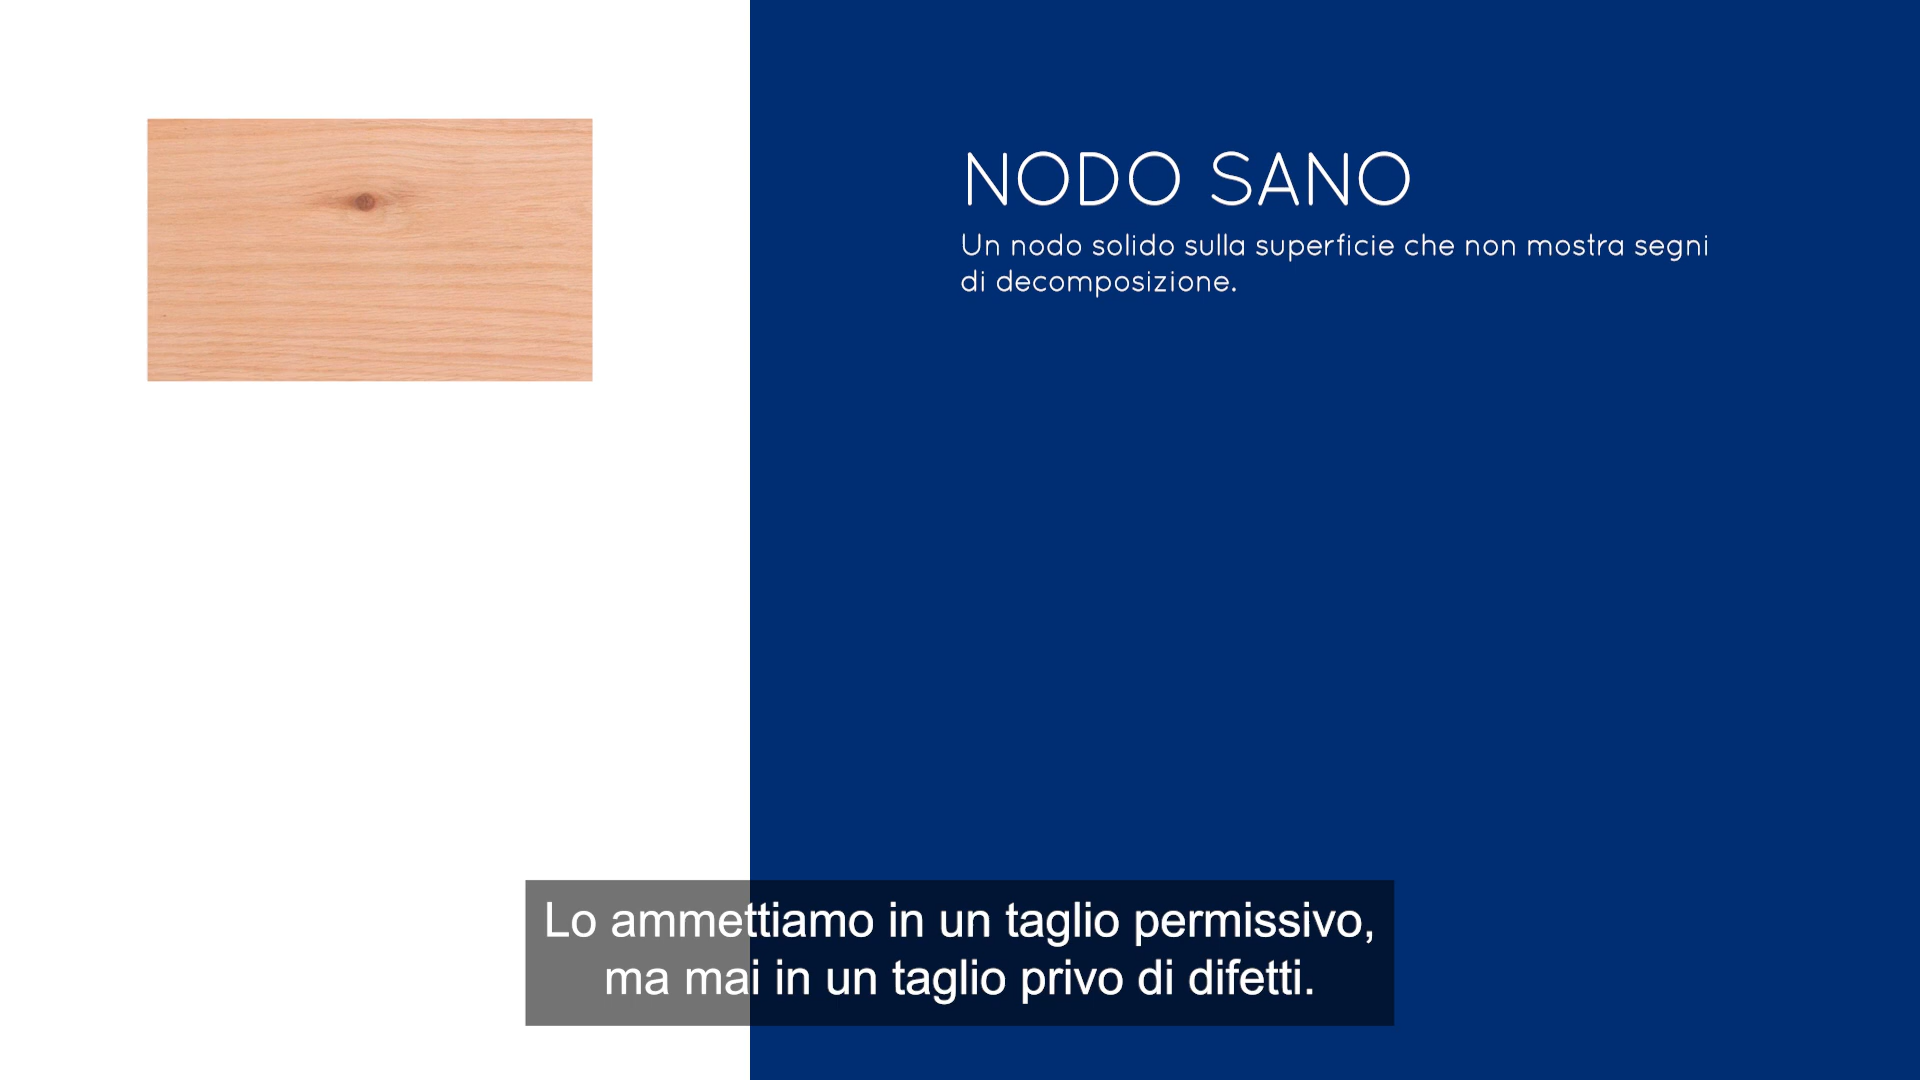 NODO SANO
Un nodo solido sulla superficie che non mostra segni
di decomposizione.
Lo ammettiamo in un taglio permissivo,
ma mai in un taglio privo di difetti.